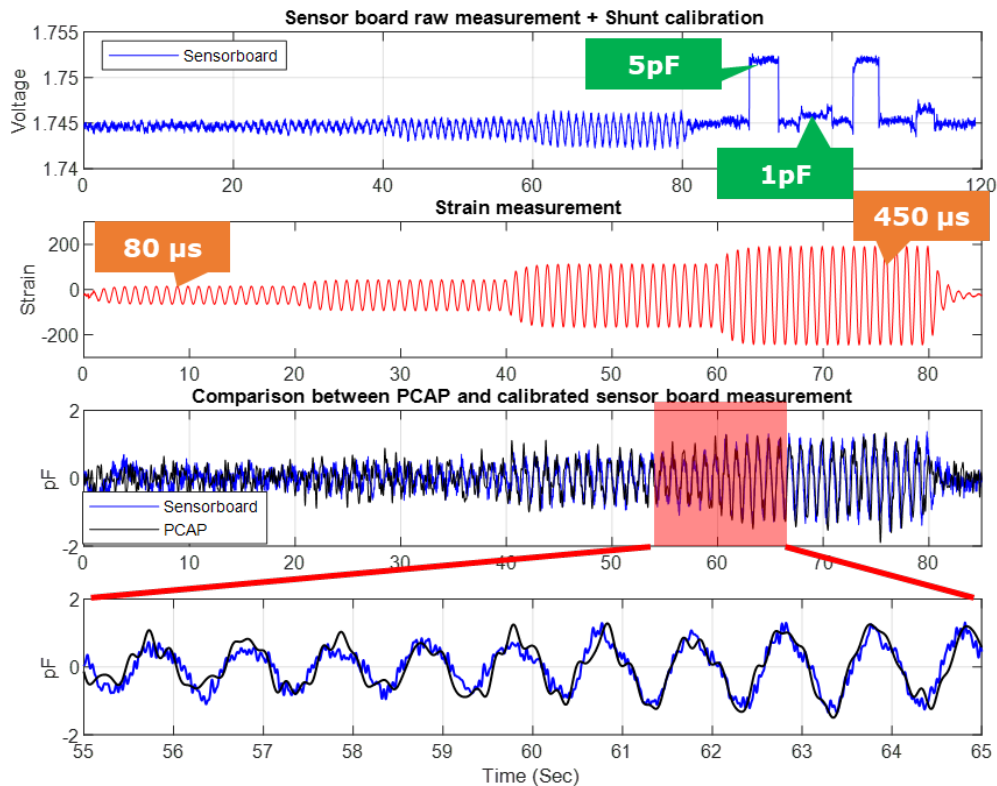 Sensor board raw measurement + Shunt calibration
1.755
1.75
1.745
1.74
Voltage
Sensorboard
5pF
1pF
0 20 40 60 80 120
Strain measurement
200
0
-200
Strain
80 μs
450 μs
0 10 20 30 40 50 60 70 80
Comparison between PCAP and calibrated sensor board measurement
2
0
-2
pF
Sensorboard
PCAP
0 10 20 30 40 50 60 70 80
2
0
-2
pF
55 56 57 58 59 60 61 62 63 64 65
Time (Sec)